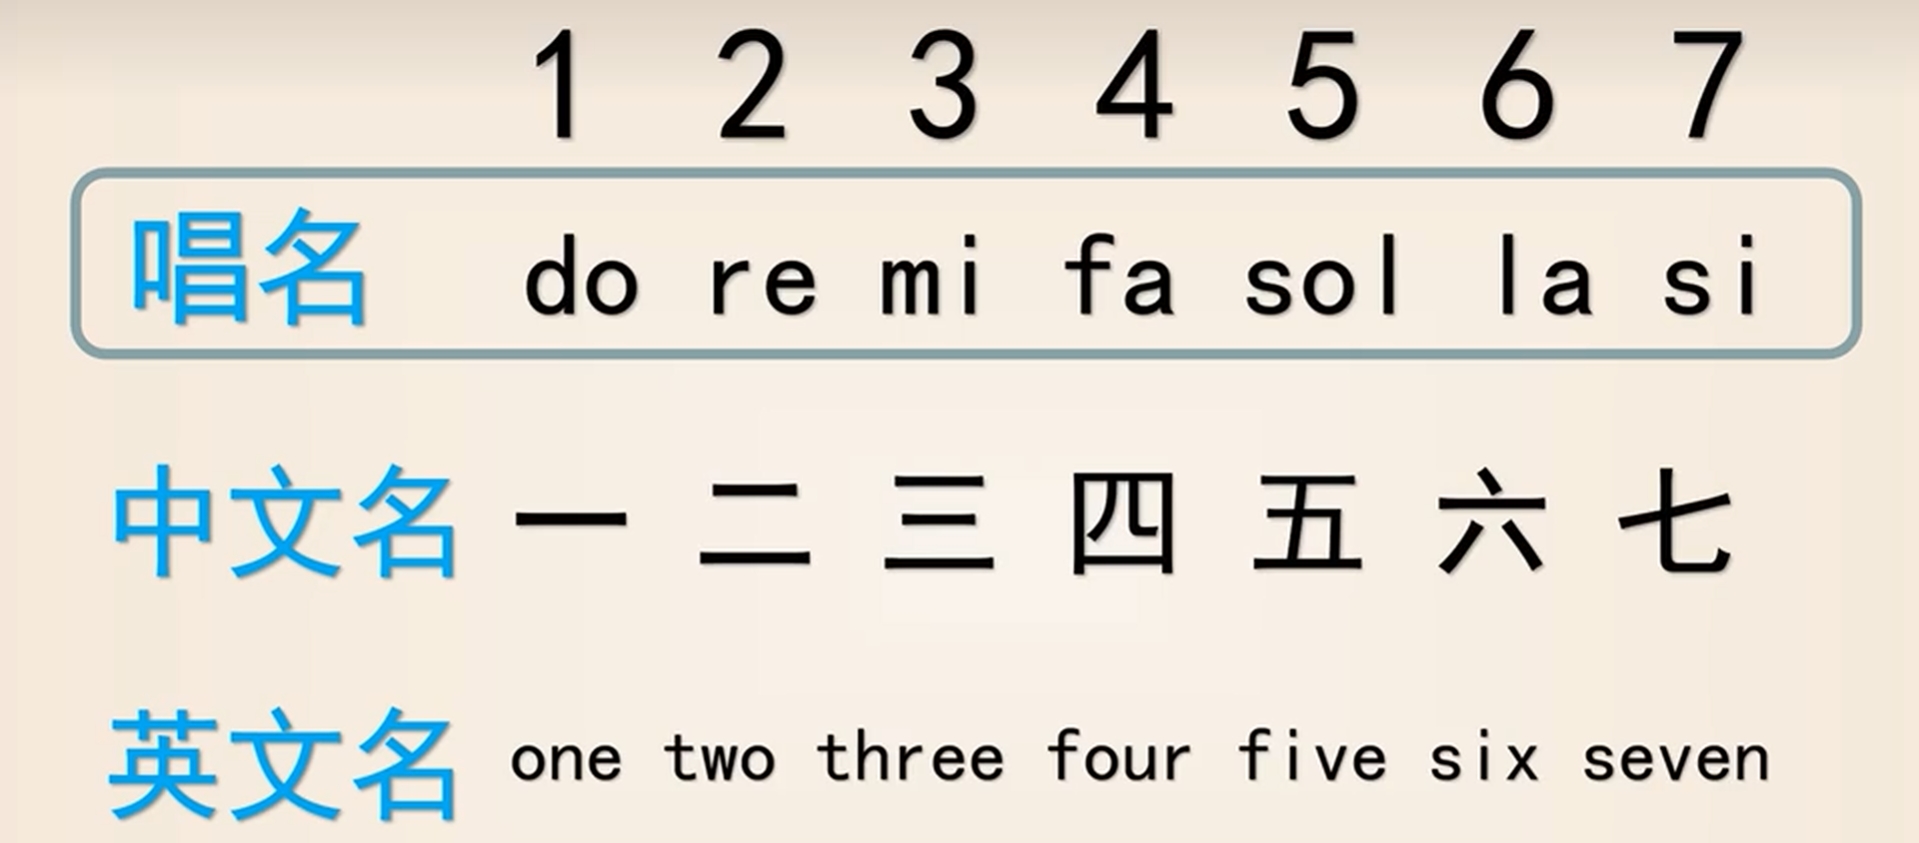 1 2 3 4 5 6 7
唱名 do re mi fa sol la si
中文名 一 二 三 四 五 六 七
英文名 one two three four five six seven